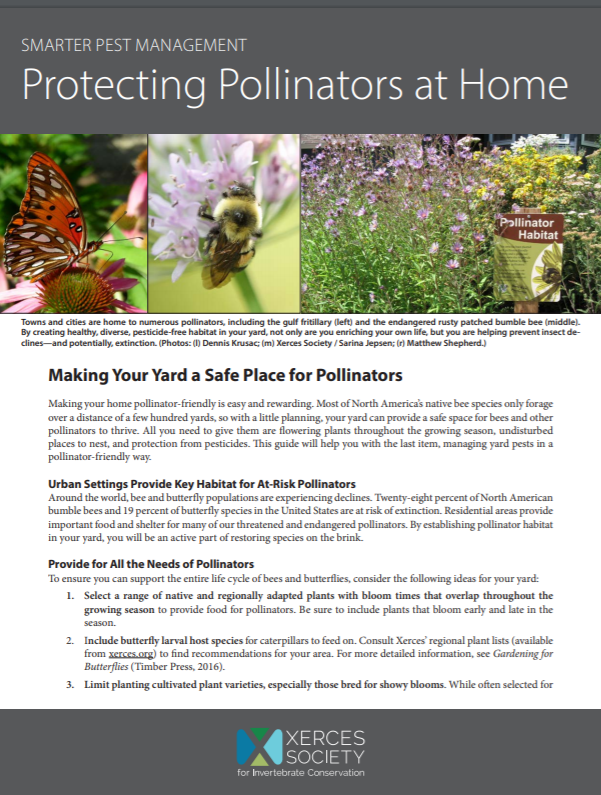 SMARTER PEST MANAGEMENT
Protecting Pollinators at Home
Pollinator
Habitat
Towns and cities are home to numerous pollinators, including the gulf fritillary (left) and the endangered rusty patched bumble bee (middle).
By creating healthy, diverse, pesticide-free habitat in your yard, not only are you enriching your own life, but you are helping prevent insect de-
clines—and potentially, extinction. (Photos: (l) Dennis Krusac; (m) Xerces Society / Sarina Jepsen; (r) Matthew Shepherd.)
Making Your Yard a Safe Place for Pollinators
Making your home pollinator-friendly is easy and rewarding. Most of North America’s native bee species only forage
over a distance of a few hundred yards, so with a little planning, your yard can provide a safe space for bees and other
pollinators to thrive. All you need to give them are flowering plants throughout the growing season, undisturbed
places to nest, and protection from pesticides. This guide will help you with the last item, managing yard pests in a
pollinator-friendly way.
Urban Settings Provide Key Habitat for At-Risk Pollinators
Around the world, bee and butterfly populations are experiencing declines. Twenty-eight percent of North American
bumble bees and 19 percent of butterfly species in the United States are at risk of extinction. Residential areas provide
important food and shelter for many of our threatened and endangered pollinators. By establishing pollinator habitat
in your yard, you will be an active part of restoring species on the brink.
Provide for All the Needs of Pollinators
To ensure you can support the entire life cycle of bees and butterflies, consider the following ideas for your yard:
1. Select a range of native and regionally adapted plants with bloom times that overlap throughout the
growing season to provide food for pollinators. Be sure to include plants that bloom early and late in the
season.
2. Include butterfly larval host species for caterpillars to feed on. Consult Xerces’ regional plant lists (available
from xerces.org) to find recommendations for your area. For more detailed information, see Gardening for
Butterflies (Timber Press, 2016).
3. Limit planting cultivated plant varieties, especially those bred for showy blooms. While often selected for
XERCES
SOCIETY
for Invertebrate Conservation